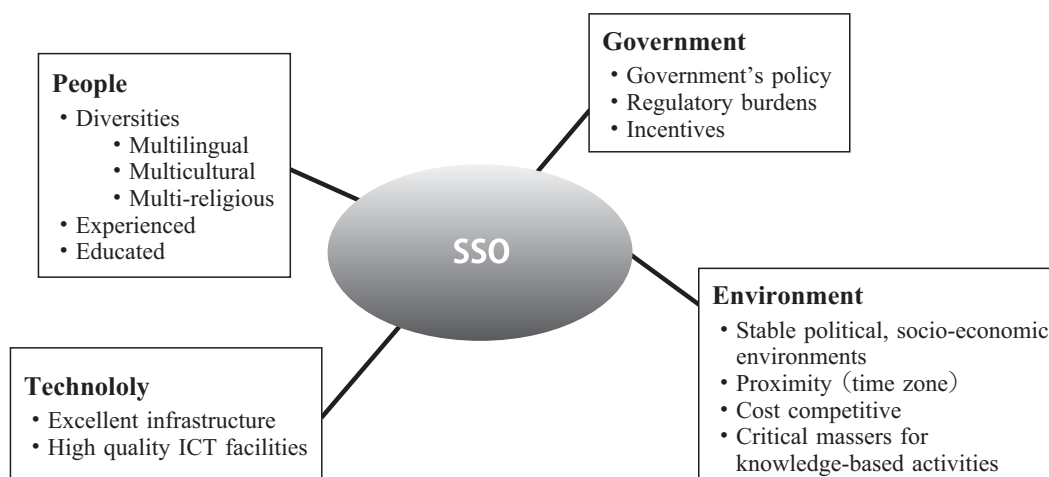 Government
・Government’s policy
・Regulatory burdens
・Incentives
People
・Diversities
・Multilingual
・Multicultural
・Multi-religious
・Experienced
・Educated
SSO
Environment
・Stable political, socio-economic
environments
・Proximity（time zone）
・Cost competitive
・Critical massers for
knowledge-based activities
Technololy
・Excellent infrastructure
・High quality ICT facilities